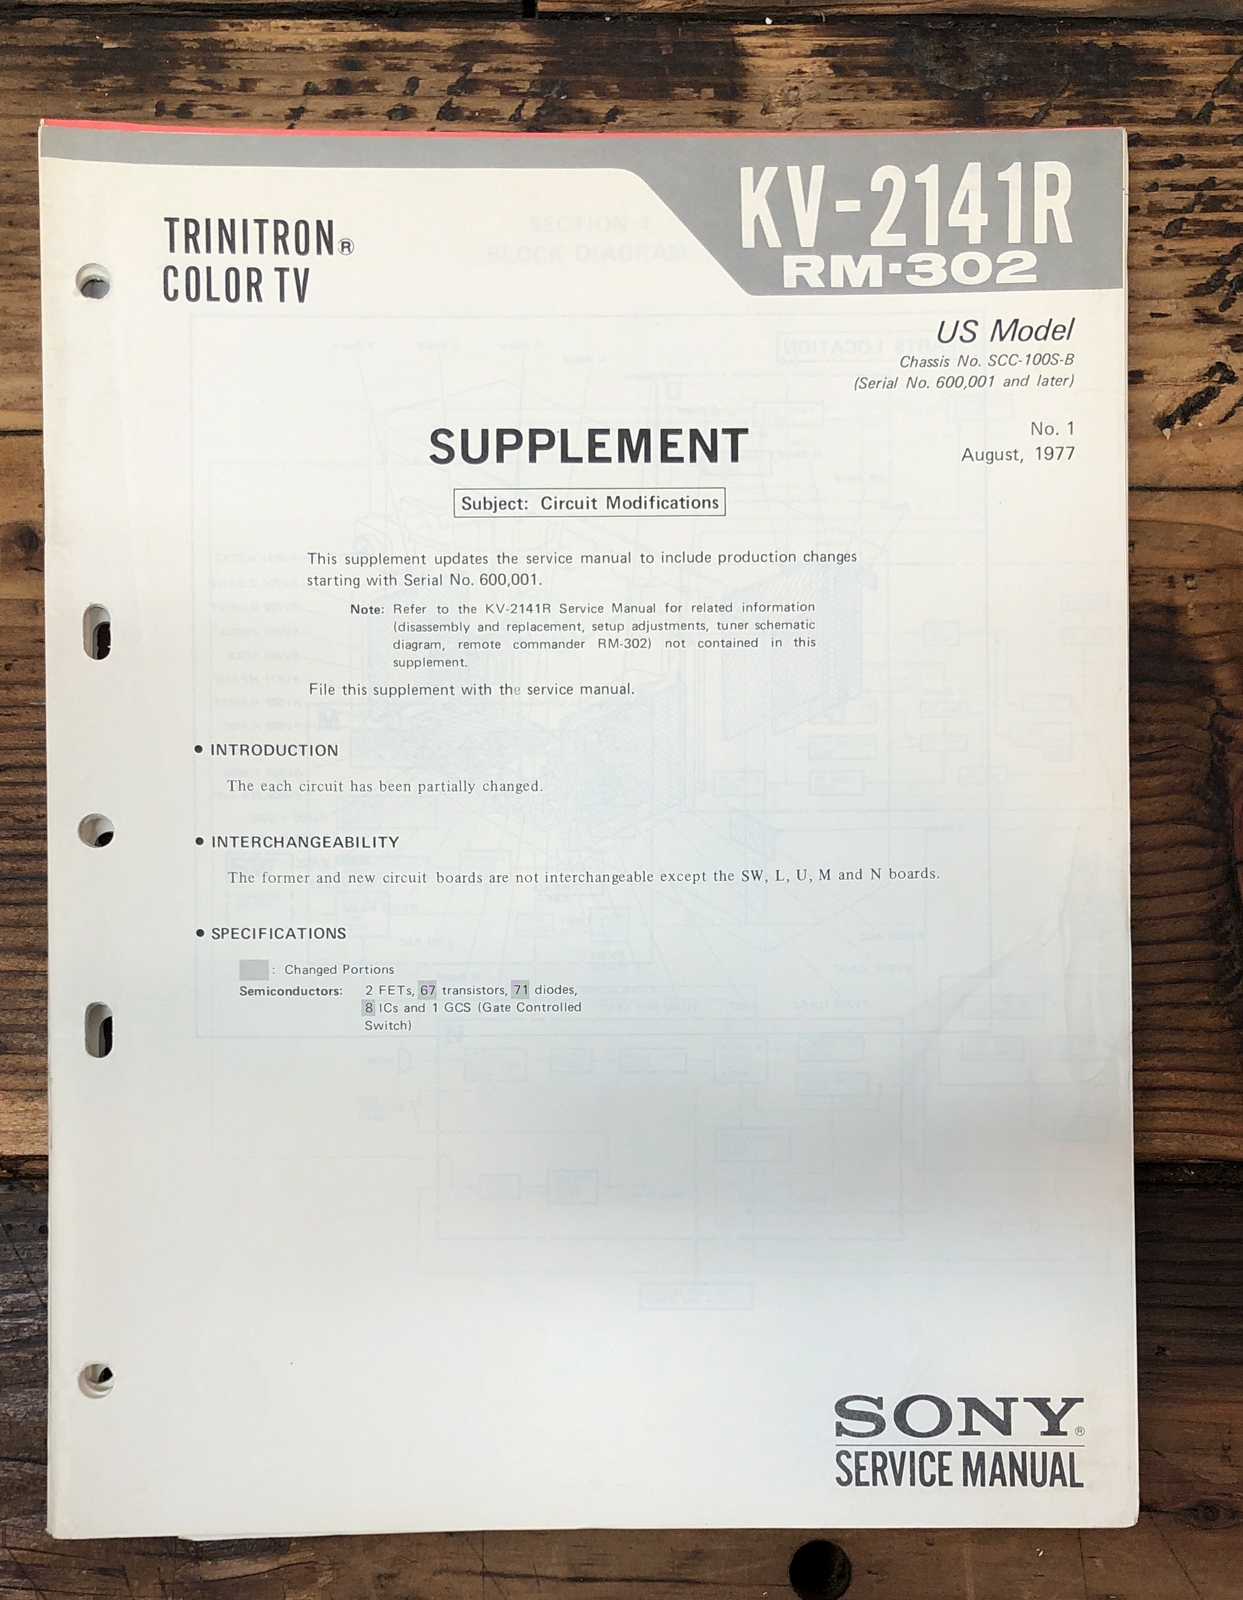 KV-2141R
RM-302
TRINITRON®
COLOR TV
US Model
Chassis No. SCC-100S-B
(Serial No. 600,001 and later)
No. 1
August, 1977
SUPPLEMENT
Subject: Circuit Modifications
This supplement updates the service manual to include production changes
starting with Serial No. 600,001.
Note: Refer to the KV-2141R Service Manual for related information
(disassembly and replacement, setup adjustments, tuner schematic
diagram, remote commander RM-302) not contained in this
supplement.
File this supplement with the service manual.
• INTRODUCTION
The each circuit has been partially changed.
• INTERCHANGEABILITY
The former and new circuit boards are not interchangeable except the SW, L, U, M and N boards.
• SPECIFICATIONS
: Changed Portions
Semiconductors: 2 FETs, 67 transistors, 71 diodes,
8 ICs and 1 GCS (Gate Controlled
Switch)
SONY®
SERVICE MANUAL